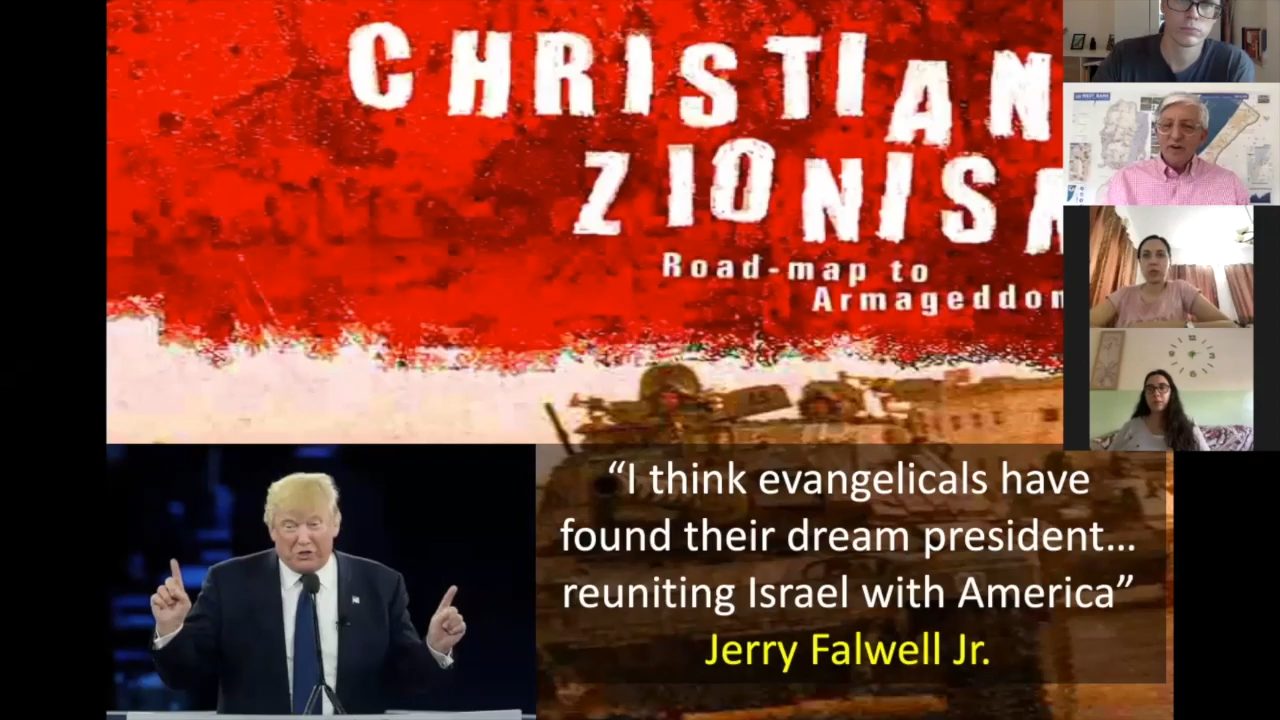 CHRISTIAN
ZIONIS
Road-map to
Armageddon
“I think evangelicals have
found their dream president…
reuniting Israel with America”
Jerry Falwell Jr.